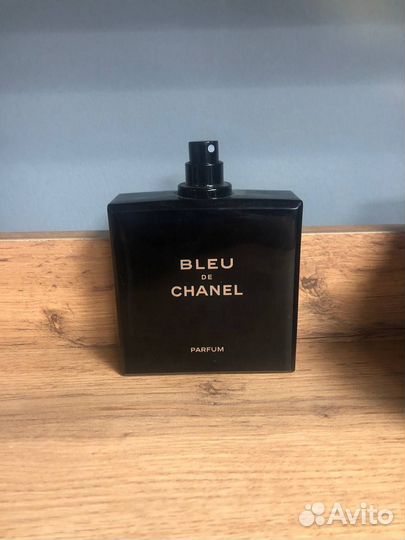 BLEU
DE
CHANEL
PARFUM
Avito